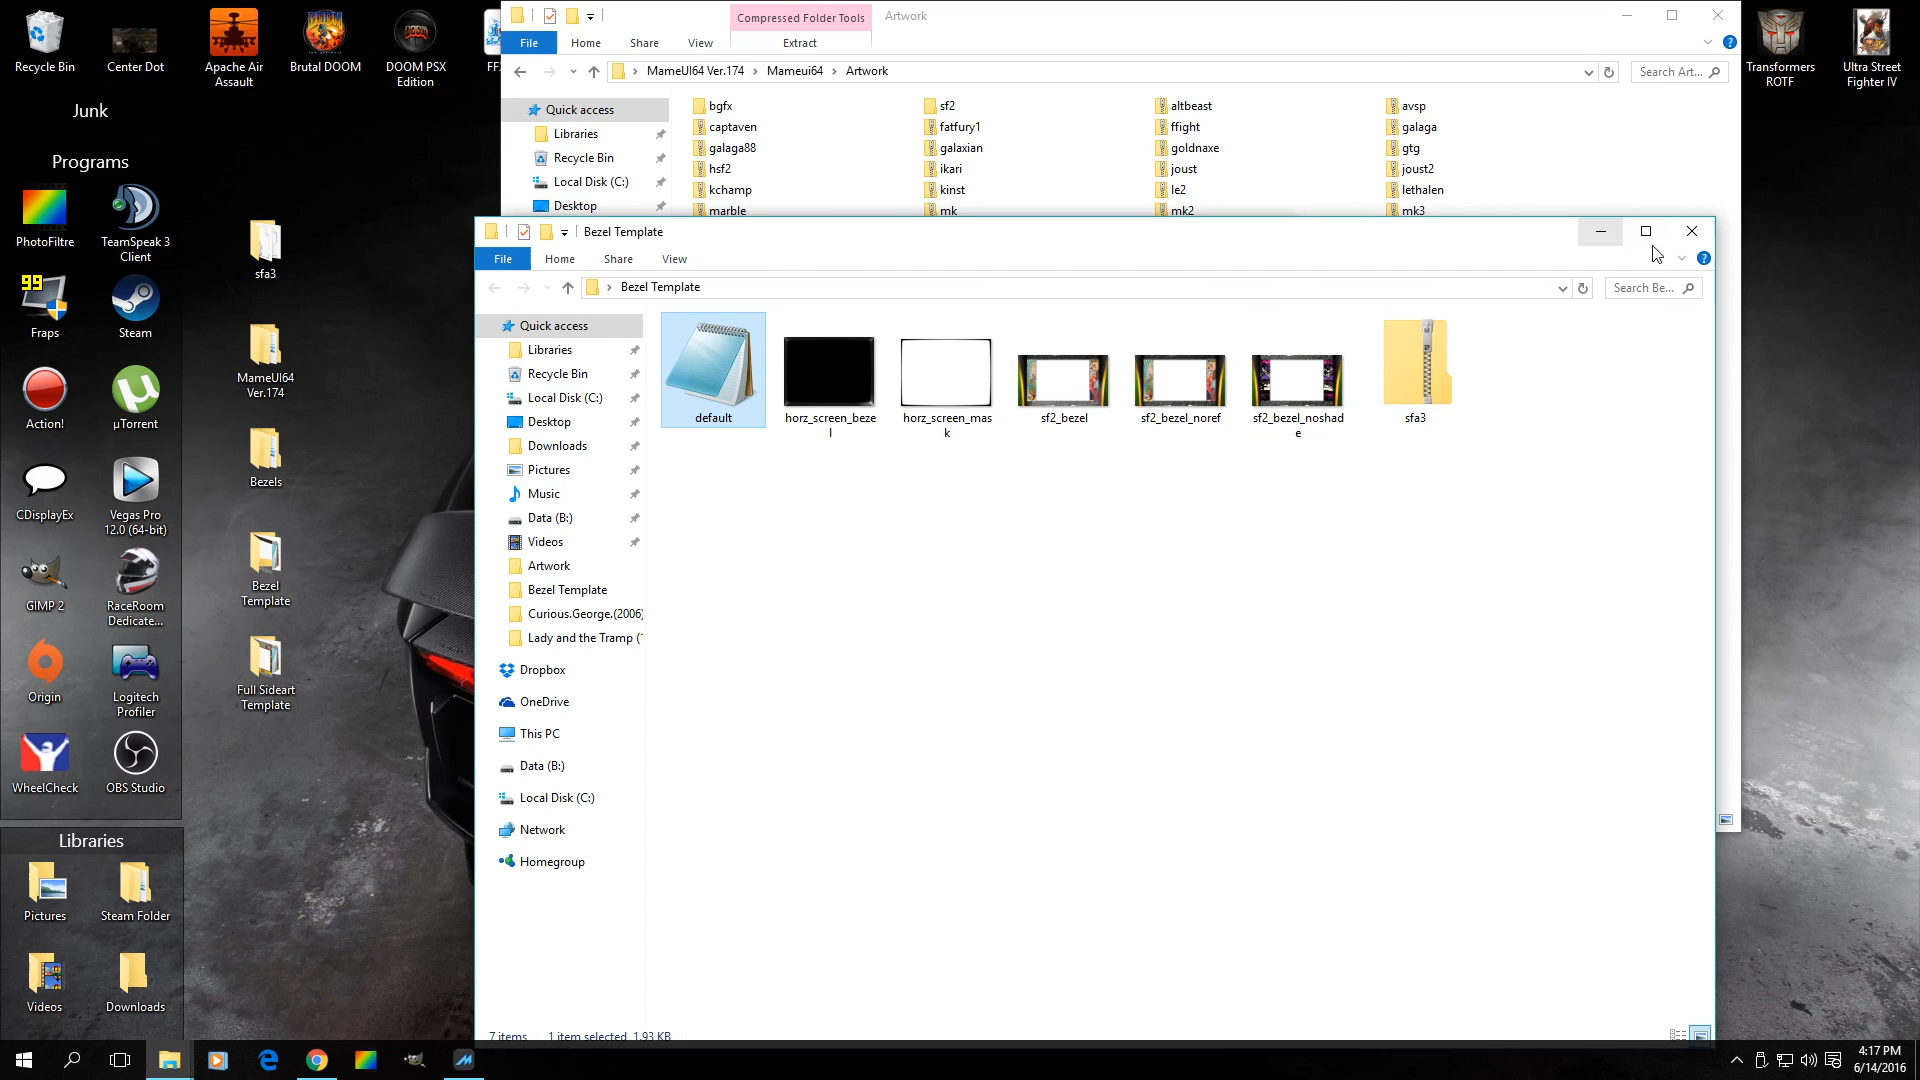 Recycle Bin
Center Dot
Apache Air
Assault
Brutal DOOM
DOOM PSX
Edition
Transformers
ROTF
Ultra Street
Fighter IV
Junk
Programs
PhotoFiltre
TeamSpeak 3
Client
99
Fraps
Steam
Action!
µTorrent
CDisplayEx
Vegas Pro
12.0 (64-bit)
GIMP 2
RaceRoom
Dedicate...
Origin
Logitech
Profiler
WheelCheck
OBS Studio
Libraries
Pictures
Steam Folder
Videos
Downloads
sfa3
MameUI64
Ver.174
Bezels
Bezel
Template
Full Sideart
Template
Compressed Folder Tools
Artwork
File
Home
Share
View
Extract
MameUI64 Ver.174
Mameui64
Artwork
Search Art...
Quick access
Libraries
Recycle Bin
Local Disk (C:)
Desktop
bgfx
sf2
altbeast
avsp
captaven
fatfury1
ffight
galaga
galaga88
galaxian
goldnaxe
gtg
hsf2
ikari
joust
joust2
kchamp
kinst
le2
lethalen
marble
mk
mk2
mk3
Bezel Template
File
Home
Share
View
Bezel Template
Search Be...
Quick access
Libraries
Recycle Bin
Local Disk (C:)
Desktop
Downloads
Pictures
Music
Data (B:)
Videos
Artwork
Bezel Template
Curious.George.(2006)
Lady and the Tramp (
Dropbox
OneDrive
This PC
Data (B:)
Local Disk (C:)
Network
Homegroup
default
horz_screen_beze
l
horz_screen_mas
k
sf2_bezel
sf2_bezel_noref
sf2_bezel_noshad
e
sfa3
7 items
1 item selected 1.93 KB
4:17 PM
6/14/2016